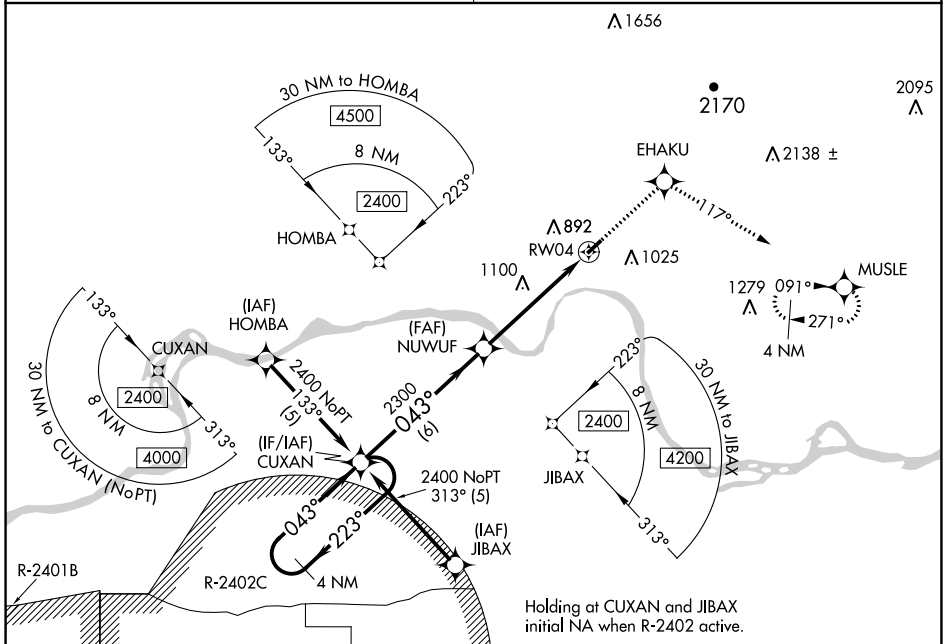 1656
2095
2170
2138 ±
30 NM to HOMBA
4500
133°
8 NM
2400
223°
HOMBA
EHAKU
117°
892
RW04
1025
1100
MUSLE
1279
091°
271°
4 NM
(IAF)
HOMBA
(FAF)
NUWUF
133°
CUXAN
2400
8 NM
313°
4000
30 NM to CUXAN (NoPT)
2400 NoPT
133°
(5)
2300
043°
(6)
(IF/IAF)
CUXAN
2400 NoPT
313° (5)
043°
223°
4 NM
(IAF)
JIBAX
223°
30 NM to JIBAX
2400
8 NM
4200
JIBAX
313°
R-2401B
R-2402C
Holding at CUXAN and JIBAX
initial NA when R-2402 active.